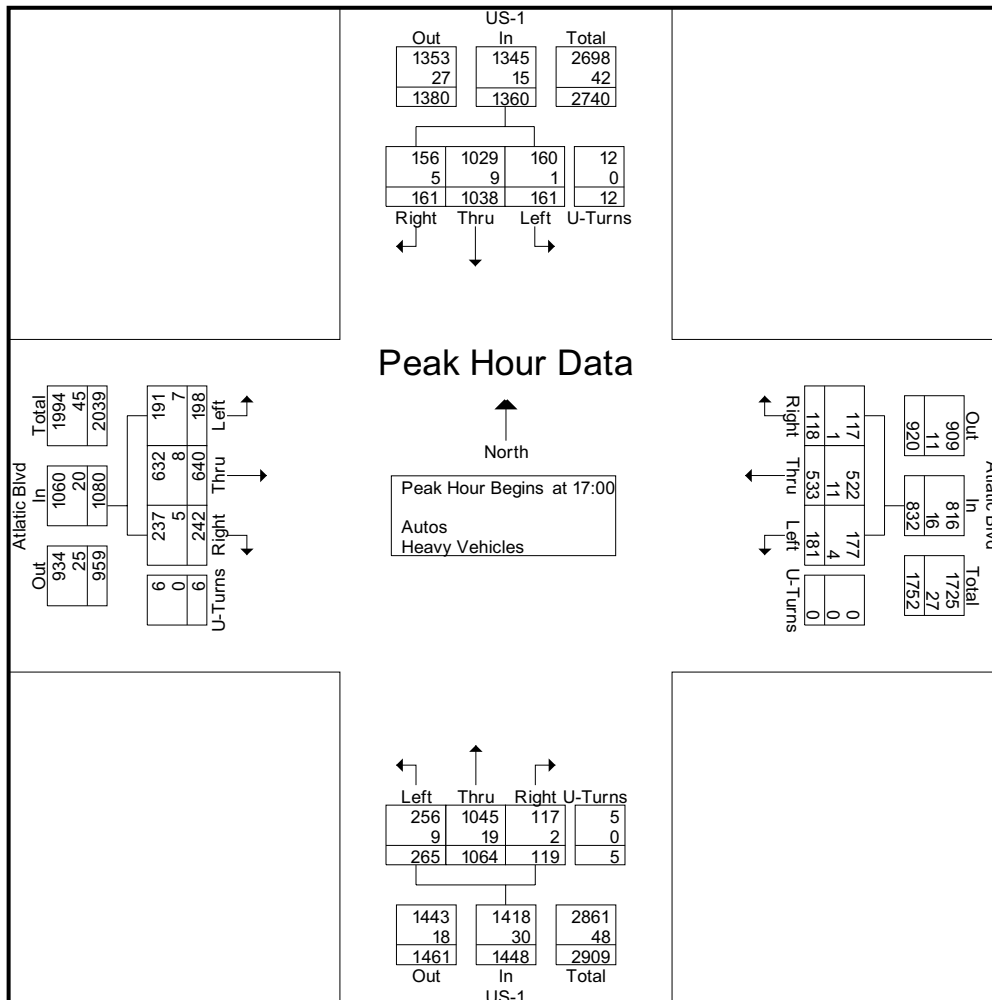 US-1
Out In Total
1353 1345 2698
27 15 42
1380 1360 2740
156 1029 160 12
5 9 1 0
161 1038 161 12
Right Thru Left U-Turns
Peak Hour Data
North
Peak Hour Begins at 17:00
Autos
Heavy Vehicles
Atlatic Blvd
Out In Total
934 1060 1994
25 20 45
959 1080 2039
Left Thru Right U-Turns
191 632 237 6
7 8 5 0
198 640 242 6
Right Thru Left U-Turns
117 522 177 0
1 11 4 0
118 533 181 0
Out In Total
909 816 1725
11 16 27
920 832 1752
Atlatic Blvd
Left Thru Right U-Turns
256 1045 117 5
9 19 2 0
265 1064 119 5
1443 1418 2861
18 30 48
1461 1448 2909
Out In Total
US-1